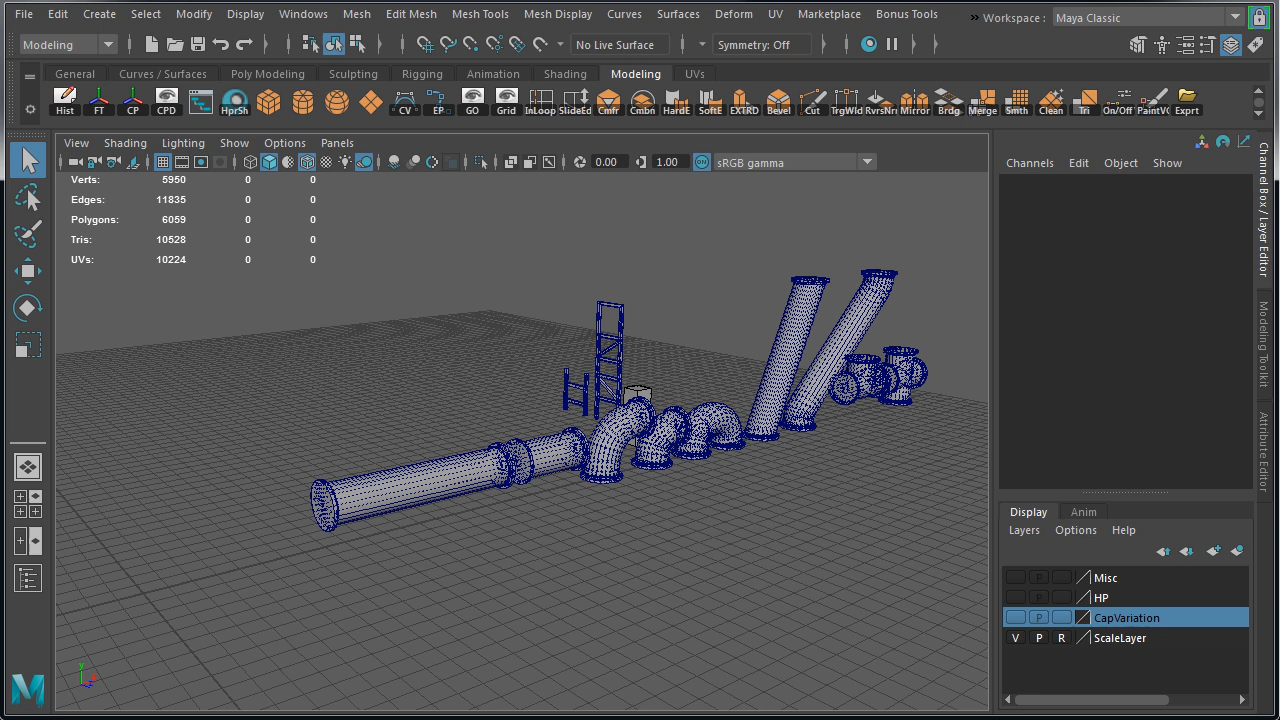 File Edit Create Select Modify Display Windows Mesh Edit Mesh Mesh Tools Mesh Display Curves Surfaces Deform UV Marketplace Bonus Tools
» Workspace : Maya Classic
Modeling No Live Surface Symmetry: Off
General Curves / Surfaces Poly Modeling Sculpting Rigging Animation Shading Modeling UVs
Hist FT CP CPD HprSh CV EP GO Grid InLoop SlideEd Cmfr Cmbn HardE SoftE EXTRD Bevel Cut TrgWld RvrsNr Mirror Brdg Merge Smth Clean Tri On/Off PaintVC Exprt
View Shading Lighting Show Options Panels
0.00 1.00 ON sRGB gamma
Verts: 5950 0 0
Edges: 11835 0 0
Polygons: 6059 0 0
Tris: 10528 0 0
UVs: 10224 0 0
y
Channels Edit Object Show
Channel Box / Layer Editor
Modeling Toolkit
Attribute Editor
Display Anim
Layers Options Help
P Misc
P HP
P CapVariation
V P R ScaleLayer
M